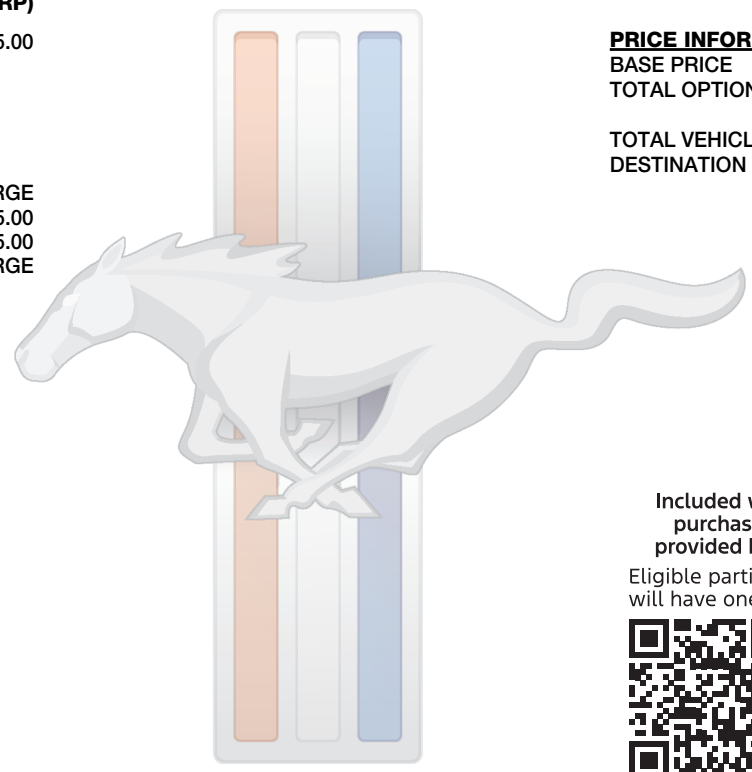 RP)
5.00
RGE
5.00
5.00
RGE
PRICE INFOR
BASE PRICE
TOTAL OPTION
TOTAL VEHICL
DESTINATION
Included w
purchas
provided b
Eligible parti
will have one